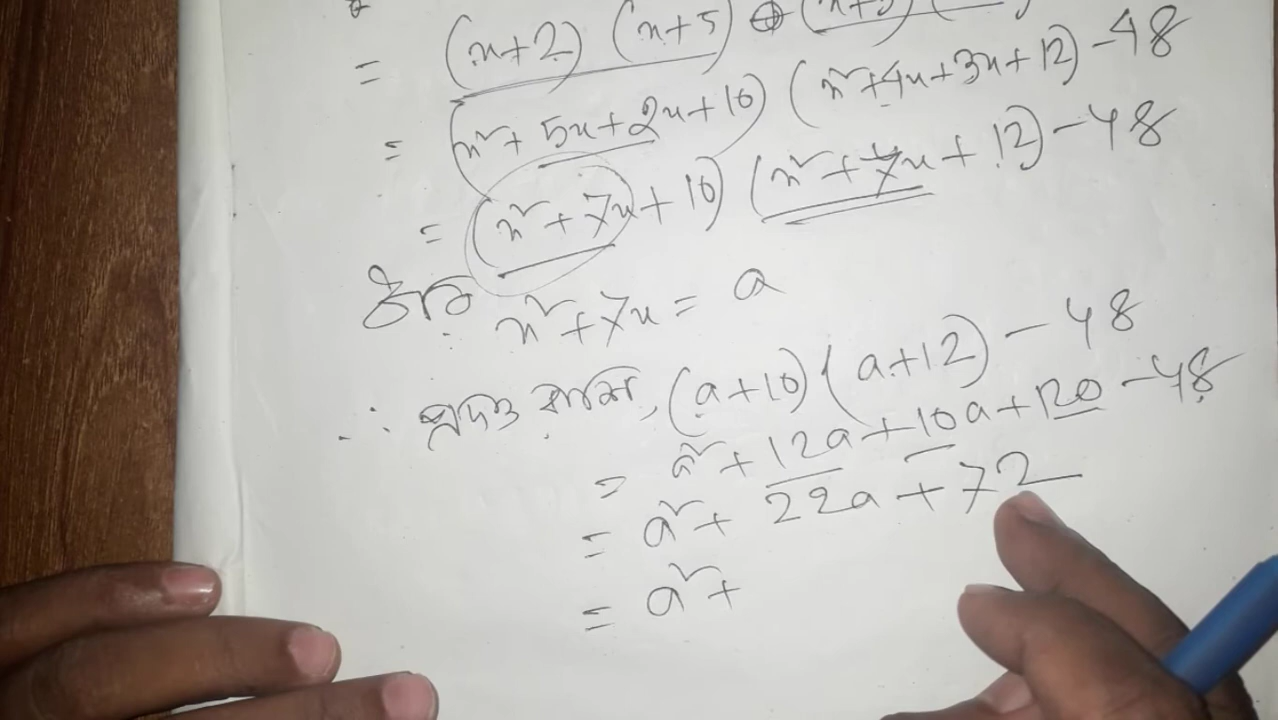 = (x+2) (x+5) (x+3)
= (x²+5x+2x+10) (x²+4x+3x+12)-48
= (x²+7x+10) (x²+7x+12)-48
ধরি x²+7x = a
∴ প্রদত্ত রাশি, (a+10) (a+12) - 48
= a²+12a+10a+120-48
= a²+22a+72
= a²+